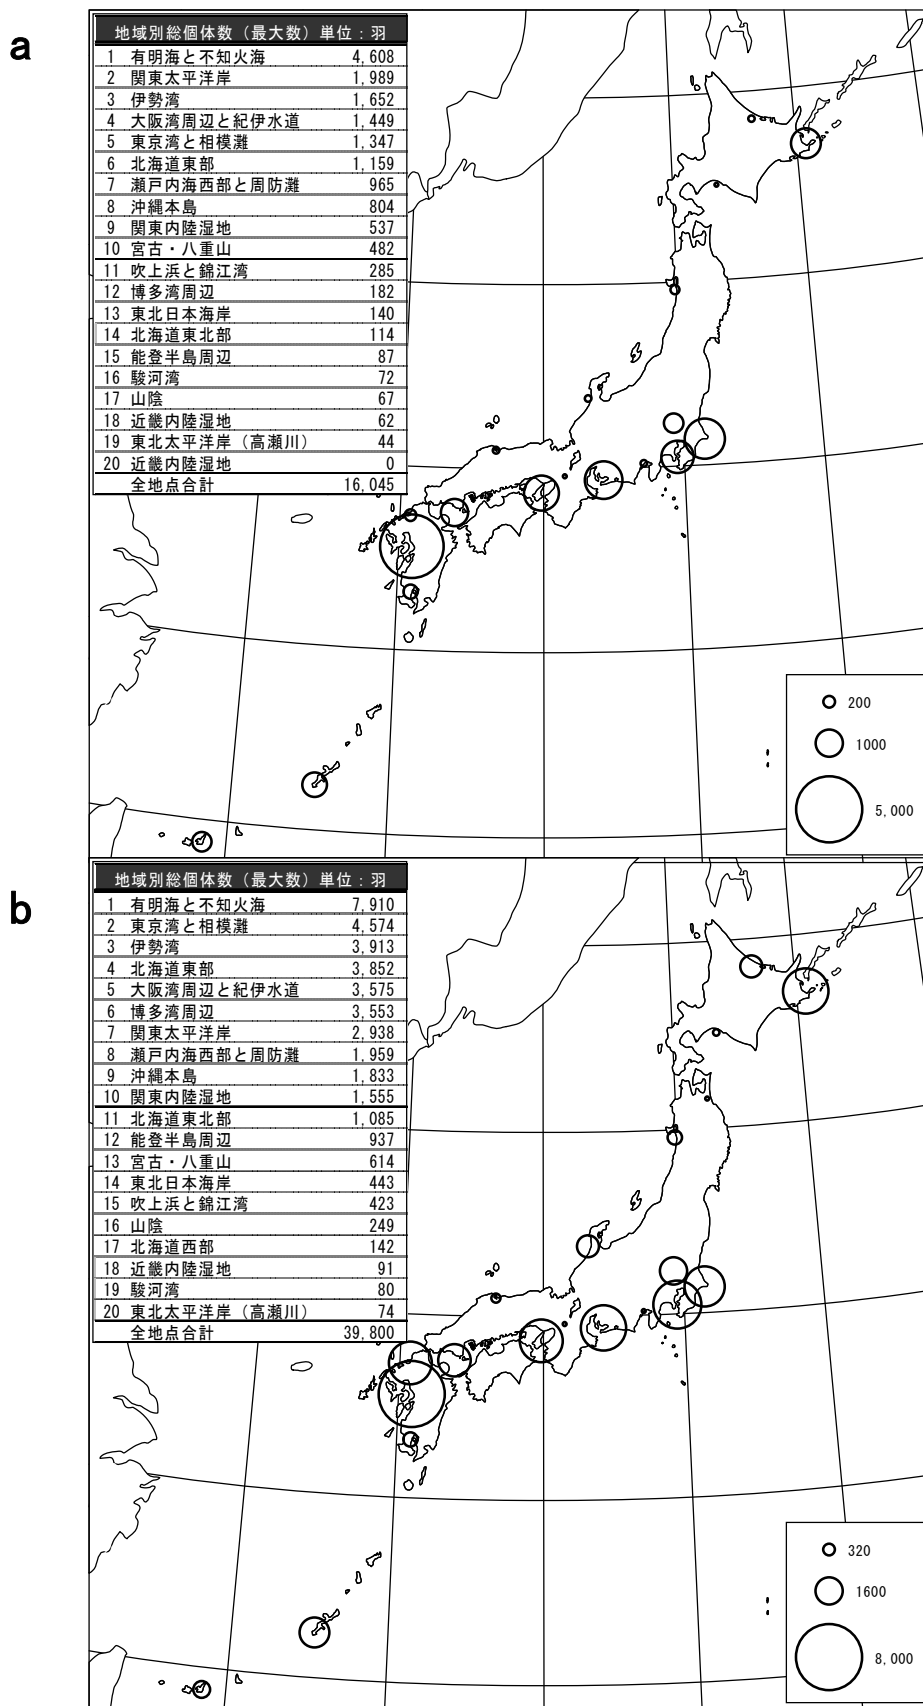 a
地域別総個体数（最大数）単位：羽
1 有明海と不知火海 4,608
2 関東太平洋岸 1,989
3 伊勢湾 1,652
4 大阪湾周辺と紀伊水道 1,449
5 東京湾と相模灘 1,347
6 北海道東部 1,159
7 瀬戸内海西部と周防灘 965
8 沖縄本島 804
9 関東内陸湿地 537
10 宮古・八重山 482
11 吹上浜と錦江湾 285
12 博多湾周辺 182
13 東北日本海岸 140
14 北海道東北部 114
15 能登半島周辺 87
16 駿河湾 72
17 山陰 67
18 近畿内陸湿地 62
19 東北太平洋岸（高瀬川） 44
20 近畿内陸湿地 0
全地点合計 16,045
200
1000
5,000
b
地域別総個体数（最大数）単位：羽
1 有明海と不知火海 7,910
2 東京湾と相模灘 4,574
3 伊勢湾 3,913
4 北海道東部 3,852
5 大阪湾周辺と紀伊水道 3,575
6 博多湾周辺 3,553
7 関東太平洋岸 2,938
8 瀬戸内海西部と周防灘 1,959
9 沖縄本島 1,833
10 関東内陸湿地 1,555
11 北海道東北部 1,085
12 能登半島周辺 937
13 宮古・八重山 614
14 東北日本海岸 443
15 吹上浜と錦江湾 423
16 山陰 249
17 北海道西部 142
18 近畿内陸湿地 91
19 駿河湾 80
20 東北太平洋岸（高瀬川） 74
全地点合計 39,800
320
1600
8,000